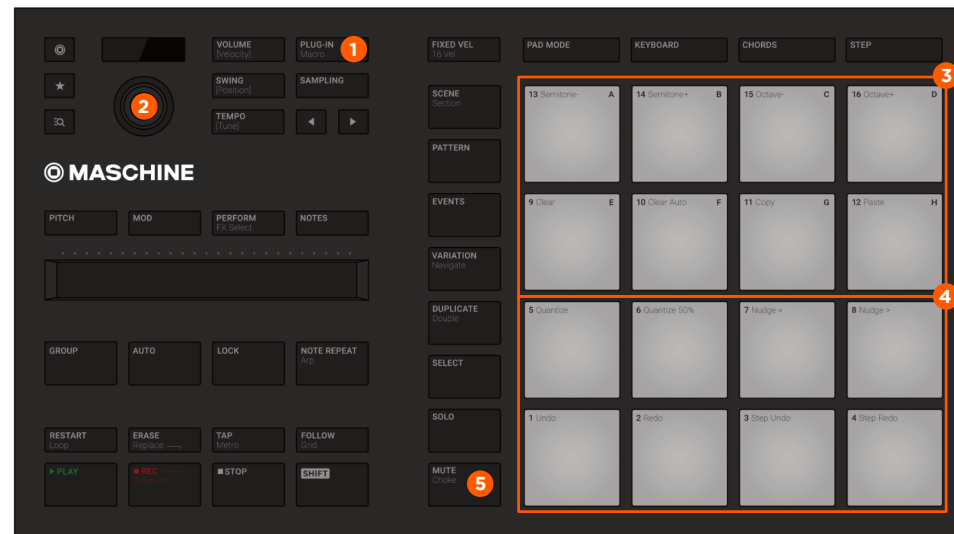 VOLUME
[Velocity]
PLUG-IN
Macro
1
FIXED VEL
16 Vel
PAD MODE
KEYBOARD
CHORDS
STEP
SWING
[Position]
SAMPLING
2
TEMPO
[Tune]
MASCHINE
PITCH
MOD
PERFORM
FX Select
NOTES
GROUP
AUTO
LOCK
NOTE REPEAT
Arp
RESTART
Loop
ERASE
Replace
TAP
Metro
FOLLOW
Grid
PLAY
REC
STOP
SHIFT
SCENE
Section
PATTERN
EVENTS
VARIATION
Navigate
DUPLICATE
Double
SELECT
SOLO
MUTE
Choke
5
3
13 Semitone- A
14 Semitone+ B
15 Octave- C
16 Octave+ D
9 Clear E
10 Clear Auto F
11 Copy G
12 Paste H
4
5 Quantize
6 Quantize 50%
7 Nudge <
8 Nudge >
1 Undo
2 Redo
3 Step Undo
4 Step Redo